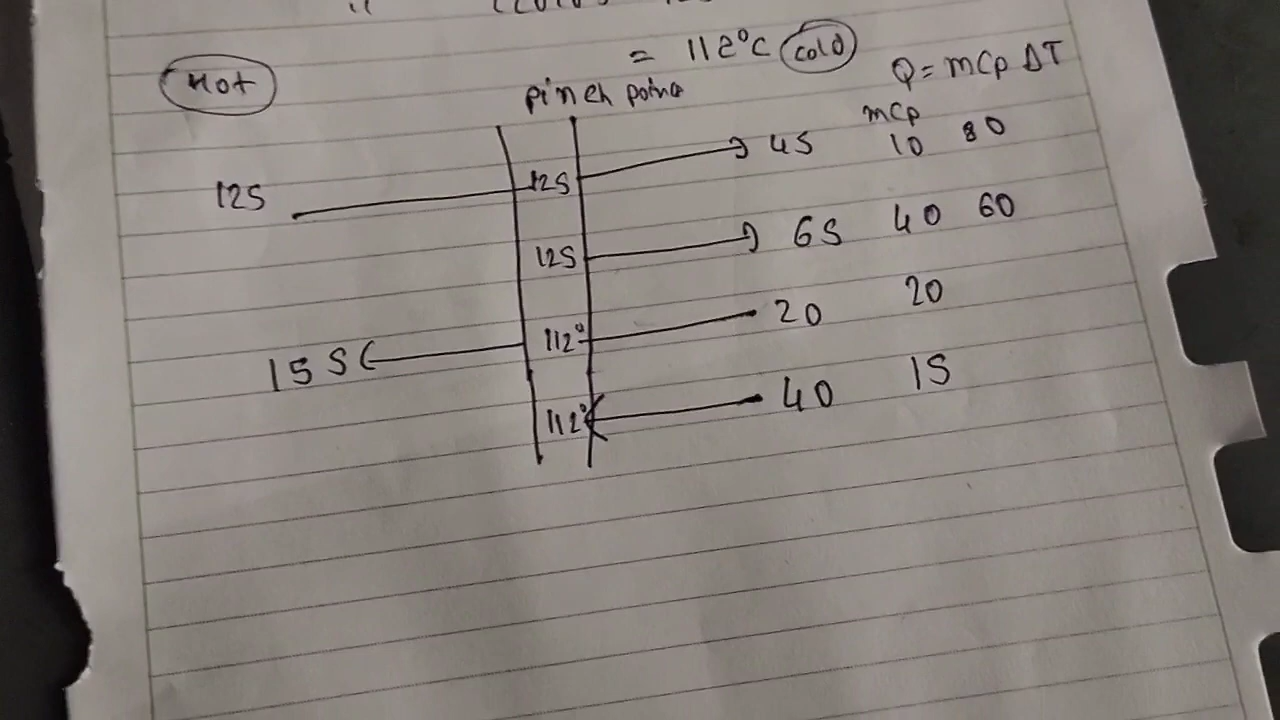 = 112°C cold
Hot
Q = mCp ΔT
pinch point
mCp
125 125 45 10 80
125 65 40 60
112° 20 20
155 112° 40 15